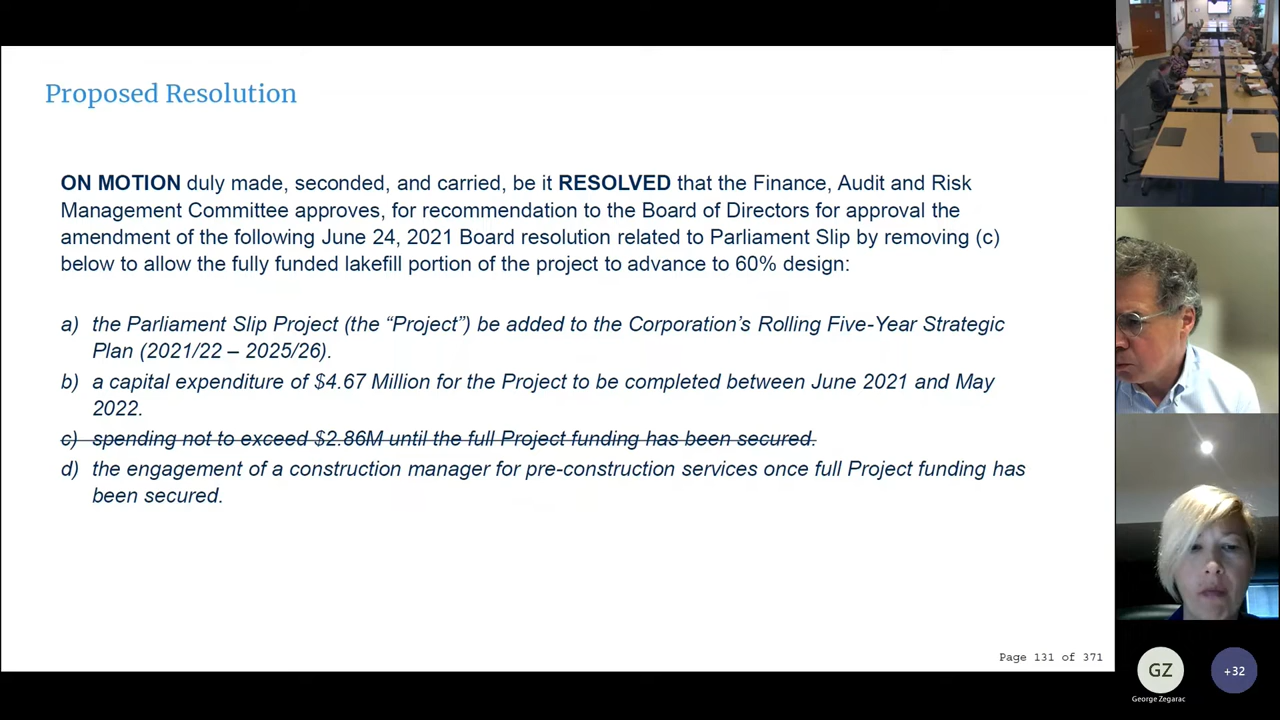 Proposed Resolution
ON MOTION duly made, seconded, and carried, be it RESOLVED that the Finance, Audit and Risk
Management Committee approves, for recommendation to the Board of Directors for approval the
amendment of the following June 24, 2021 Board resolution related to Parliament Slip by removing (c)
below to allow the fully funded lakefill portion of the project to advance to 60% design:
a) the Parliament Slip Project (the “Project”) be added to the Corporation’s Rolling Five-Year Strategic
Plan (2021/22 – 2025/26).
b) a capital expenditure of $4.67 Million for the Project to be completed between June 2021 and May
2022.
c) spending not to exceed $2.86M until the full Project funding has been secured.
d) the engagement of a construction manager for pre-construction services once full Project funding has
been secured.
Page 131 of 371
GZ
+32
George Zegarac